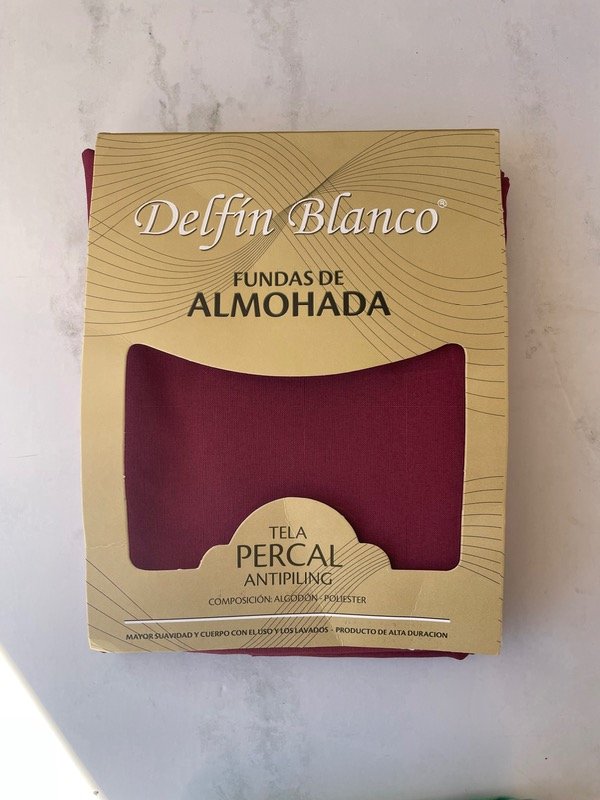 Delfín Blanco®
FUNDAS DE
ALMOHADA
TELA
PERCAL
ANTIPILING
COMPOSICIÓN: ALGODÓN - POLIESTER
MAYOR SUAVIDAD Y CUERPO CON EL USO Y LOS LAVADOS - PRODUCTO DE ALTA DURACION